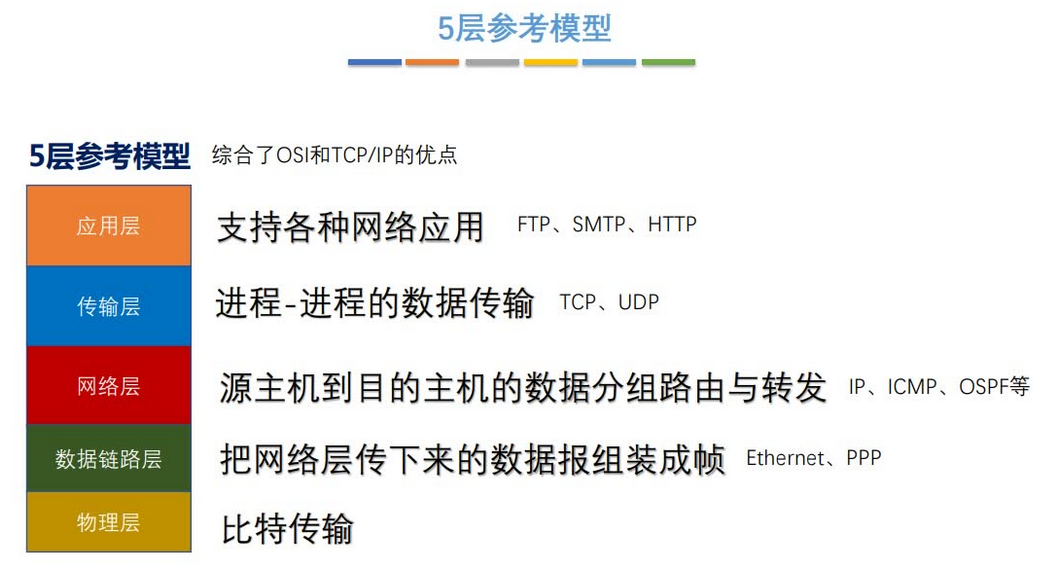 5层参考模型
5层参考模型 综合了OSI和TCP/IP的优点
应用层 支持各种网络应用 FTP、SMTP、HTTP
传输层 进程-进程的数据传输 TCP、UDP
网络层 源主机到目的主机的数据分组路由与转发 IP、ICMP、OSPF等
数据链路层 把网络层传下来的数据报组装成帧 Ethernet、PPP
物理层 比特传输